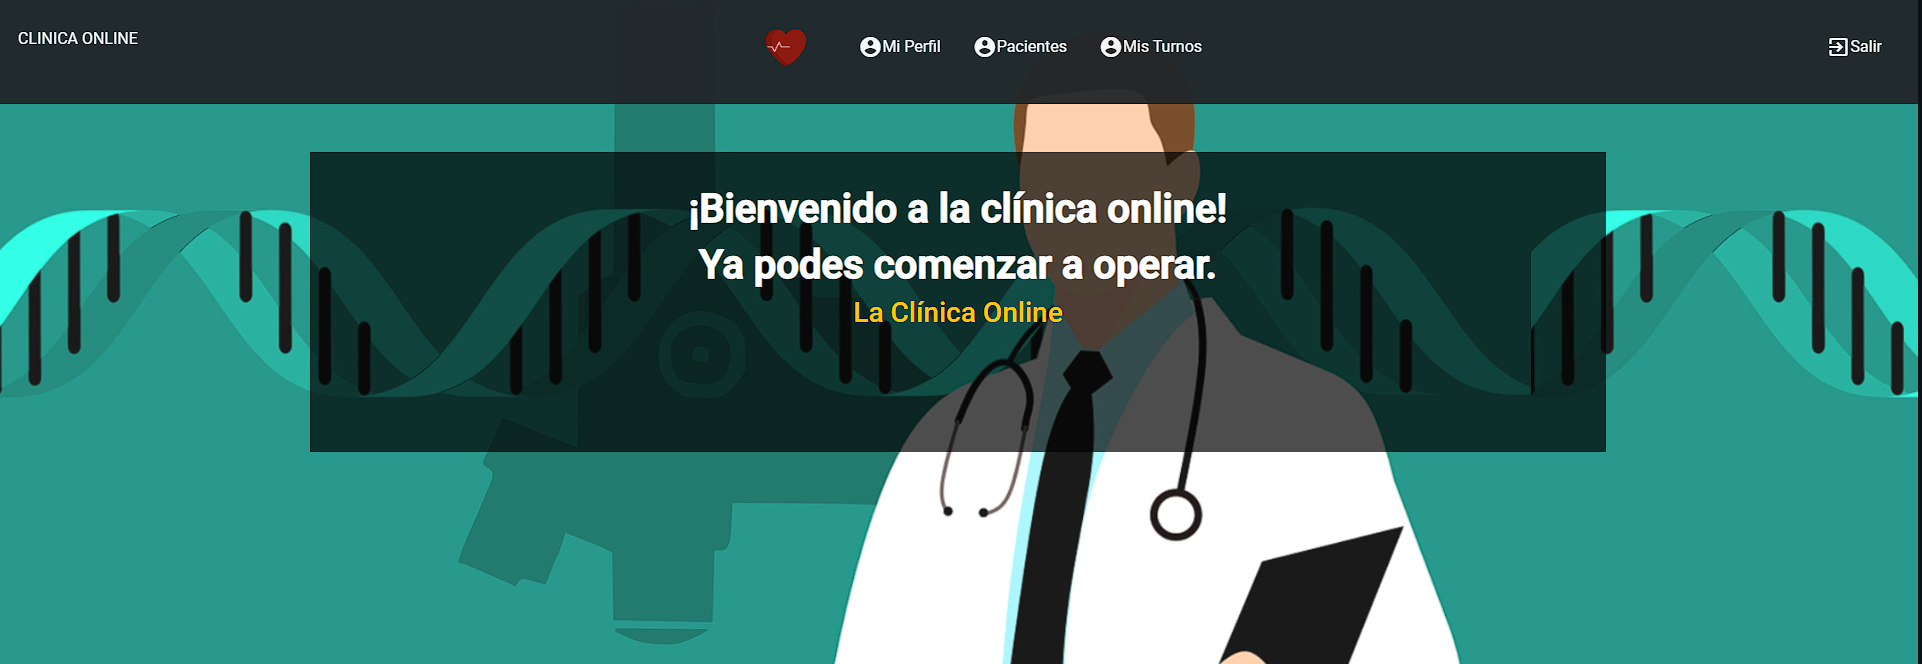 CLINICA ONLINE
Mi Perfil
Pacientes
Mis Turnos
Salir
¡Bienvenido a la clínica online!
Ya podes comenzar a operar.
La Clínica Online